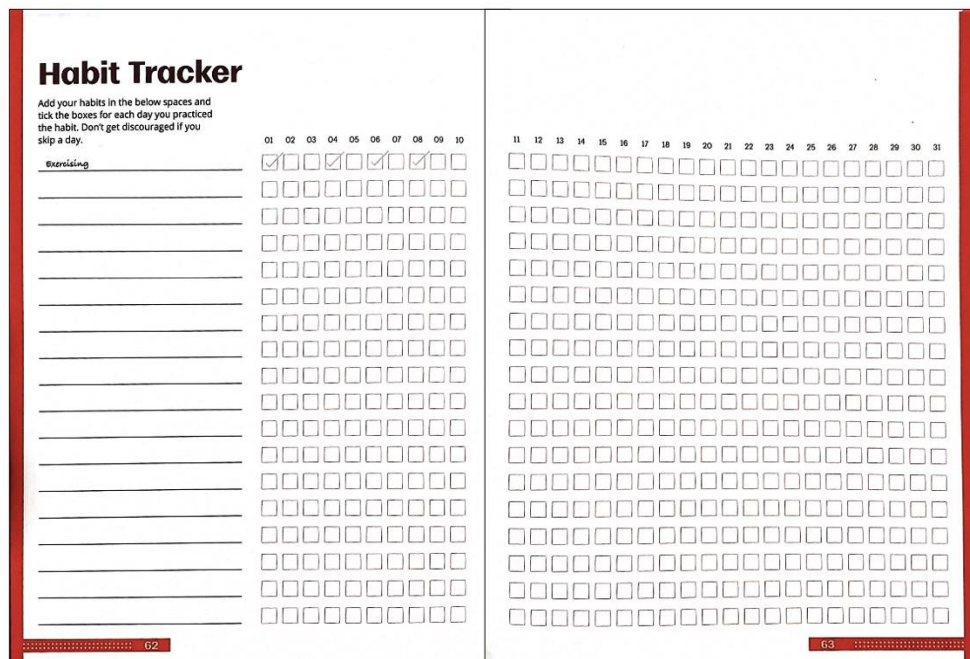 Habit Tracker
Add your habits in the below spaces and
tick the boxes for each day you practiced
the habit. Don't get discouraged if you
skip a day.
01 02 03 04 05 06 07 08 09 10
11 12 13 14 15 16 17 18 19 20 21 22 23 24 25 26 27 28 29 30 31
Exercising
62
63